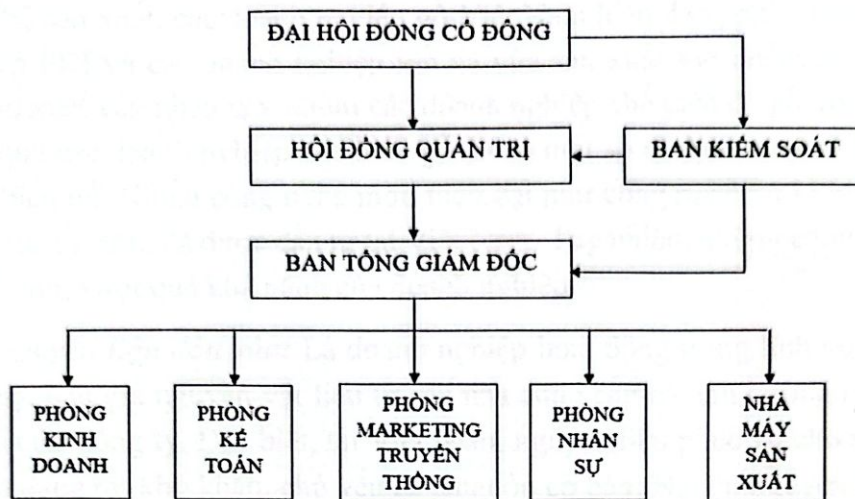 ĐẠI HỘI ĐỒNG CỔ ĐÔNG
HỘI ĐỒNG QUẢN TRỊ
BAN KIỂM SOÁT
BAN TỔNG GIÁM ĐỐC
PHÒNG
KINH
DOANH
PHÒNG
KẾ
TOÁN
PHÒNG
MARKETING
TRUYỀN
THÔNG
PHÒNG
NHÂN
SỰ
NHÀ
MÁY
SẢN
XUẤT